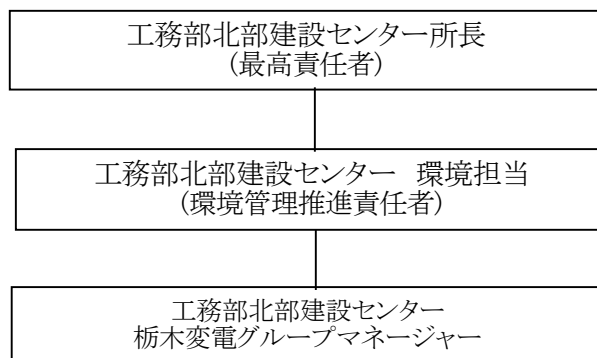 工務部北部建設センター所長
(最高責任者)
工務部北部建設センター 環境担当
(環境管理推進責任者)
工務部北部建設センター
栃木変電グループマネージャー